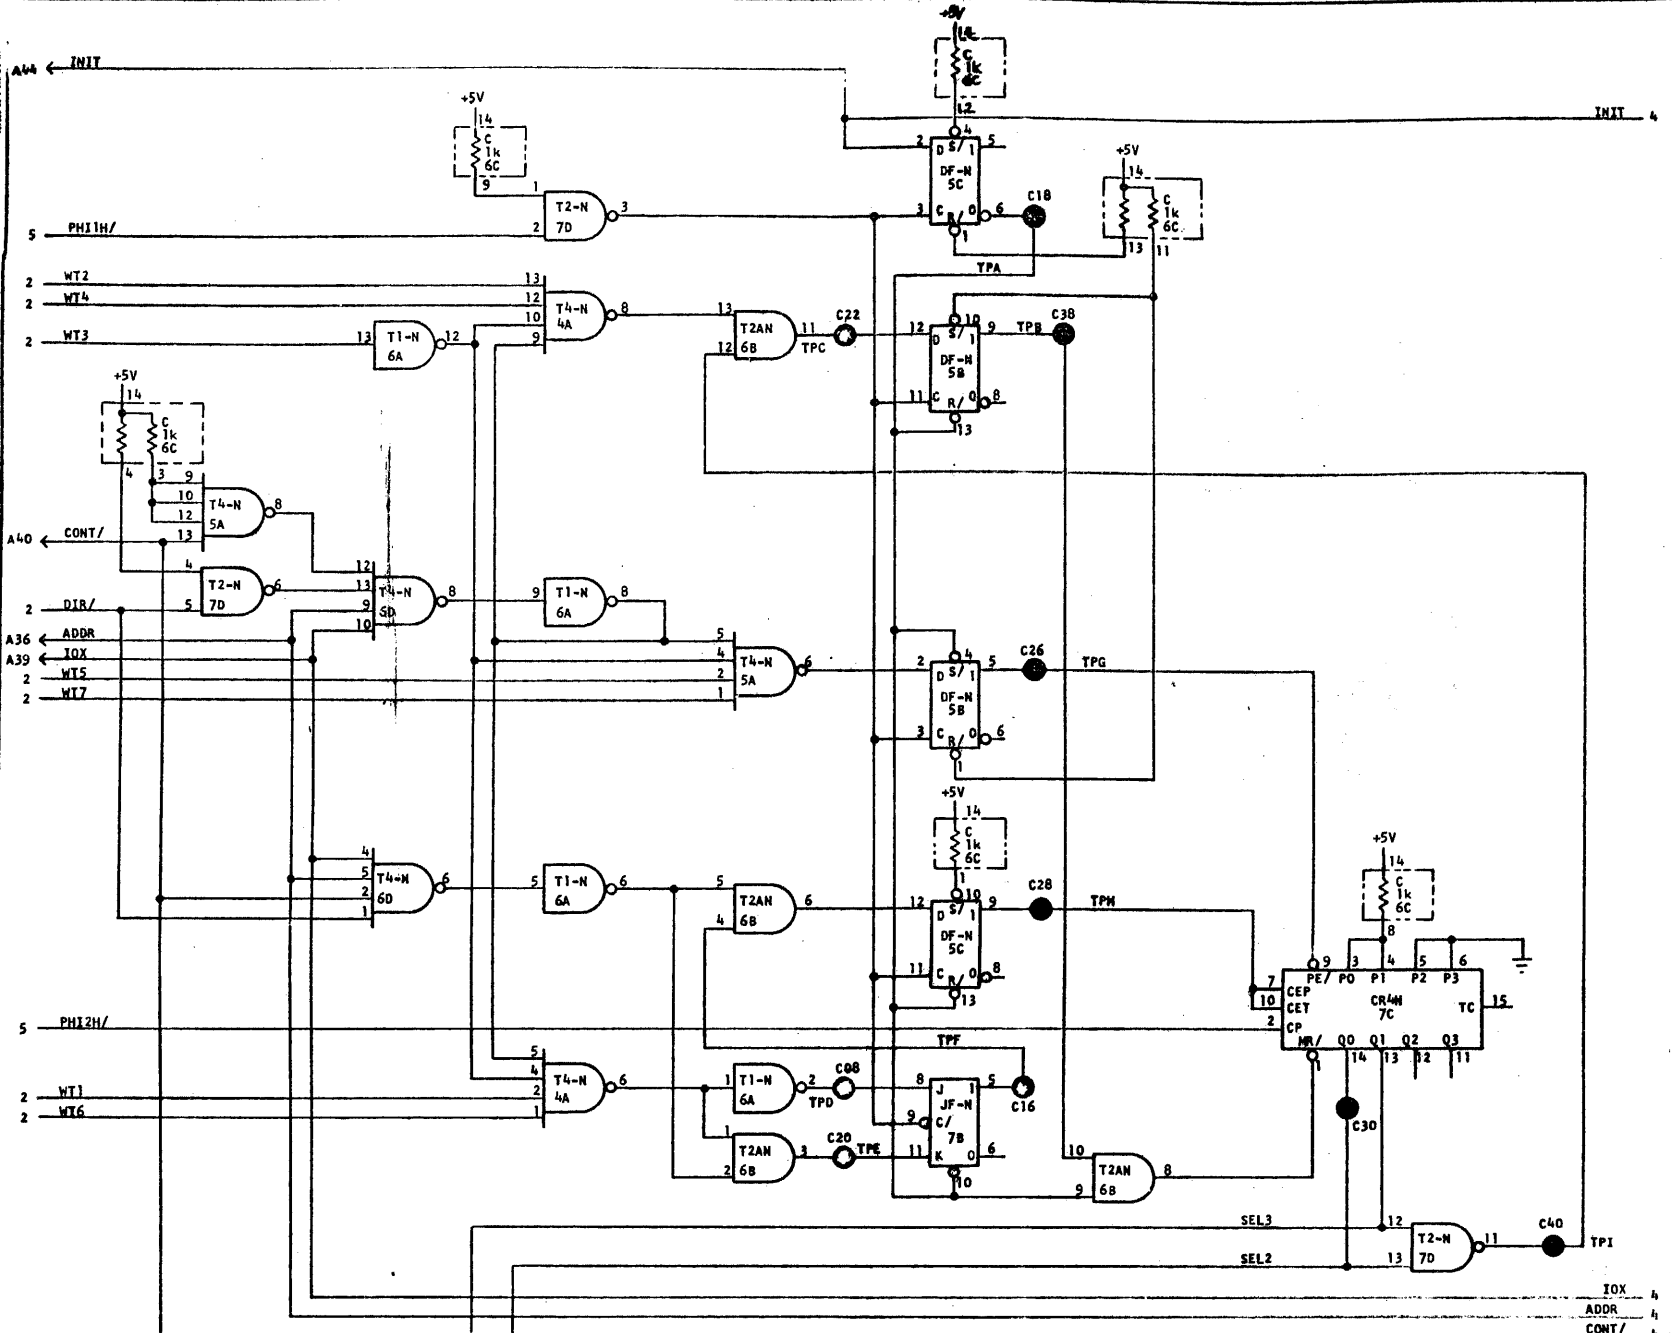 +5V
14
C
1k
6C
12
A44 INIT
INIT 4
+5V
14
C
1k
6C
9
2 D S/ 1 5
4
DF-N
5C
3 C R/ 0 6
1
C18
+5V
14
C
1k
6C
13 11
1
T2-N 3
5 PHI1H/ 2 7D
TPA
2 WT2 13
2 WT4 12
T4-N 8
10 4A
9
2 WT3 13 T1-N 12
6A
13
T2AN 11
12 6B TPC
C22
12 D S/ 1 9
10
DF-N
5B
11 C R/ 0 8
13
TPB C38
+5V
14
C
1k
6C
4 3
9
10 T4-N 8
12 5A
A40 CONT/ 13
4 T2-N 6
2 DIR/ 5 7D
12
13 T4-N 8
9 5D
10
9 T1-N 8
6A
A36 ADDR
A39 IOX
2 WT5
2 WT7
5
4 T4-N 6
2 5A
1
2 D S/ 1 5
4
DF-N
5B
3 C R/ 0 6
1
C26 TPG
+5V
14
C
1k
6C
1
4
5 T4-N 6
2 6D
1
5 T1-N 6
6A
5 T2AN 6
4 6B
12 D S/ 1 9
10
DF-N
5C
11 C R/ 0 8
13
C28 TPH
+5V
14
C
1k
6C
8
9 3 4 5 6
PE/ P0 P1 P2 P3
7 CEP
10 CET CR4N TC 15
7C
2 CP
MR/ Q0 Q1 Q2 Q3
1 14 13 12 11
5 PHI2H/
TPF
5
4 T4-N 6
2 4A
1
2 WT1
2 WT6
1 T1-N 2
6A TPD
C08
8 J 1 5
JF-N
9 C/ 7B
11 K 0 6
10
C16
1 T2AN 3
2 6B
C20 TPE
C30
10 T2AN 8
9 6B
SEL3 12
T2-N 11
SEL2 13 7D
C40 TPI
IOX 4
ADDR 4
CONT/